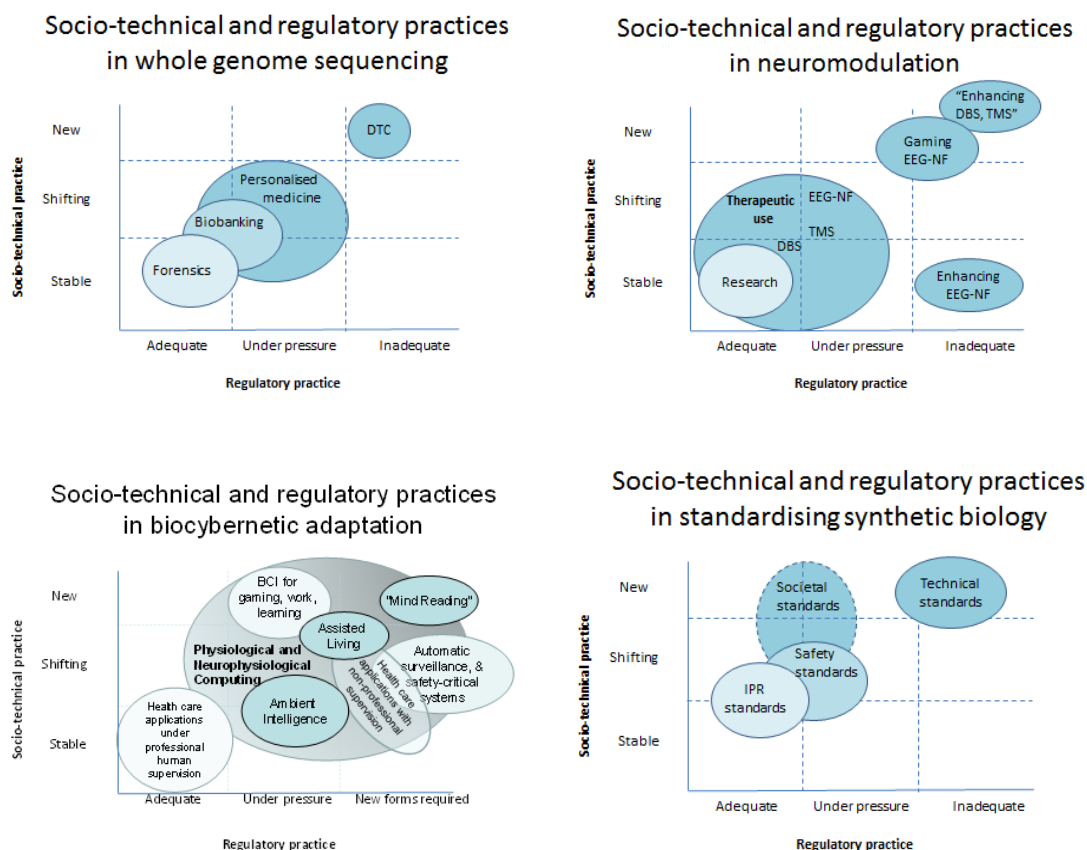 Socio-technical and regulatory practices
in whole genome sequencing
Socio-technical practice
New
Shifting
Stable
DTC
Personalised
medicine
Biobanking
Forensics
Adequate
Under pressure
Inadequate
Regulatory practice
Socio-technical and regulatory practices
in neuromodulation
Socio-technical practice
New
Shifting
Stable
"Enhancing
DBS, TMS"
Gaming
EEG-NF
Therapeutic
use
EEG-NF
TMS
DBS
Research
Enhancing
EEG-NF
Adequate
Under pressure
Inadequate
Regulatory practice
Socio-technical and regulatory practices
in biocybernetic adaptation
Socio-technical practice
New
Shifting
Stable
BCI for
gaming, work,
learning
"Mind Reading"
Assisted
Living
Physiological and
Neurophysiological
Computing
Automatic
surveillance, &
safety-critical
systems
Health care
applications with
non-professional
supervision
Ambient
Intelligence
Health care
applications
under
professional
human
supervision
Adequate
Under pressure
New forms required
Regulatory practice
Socio-technical and regulatory practices
in standardising synthetic biology
Socio-technical practice
New
Shifting
Stable
Societal
standards
Technical
standards
Safety
standards
IPR
standards
Adequate
Under pressure
Inadequate
Regulatory practice